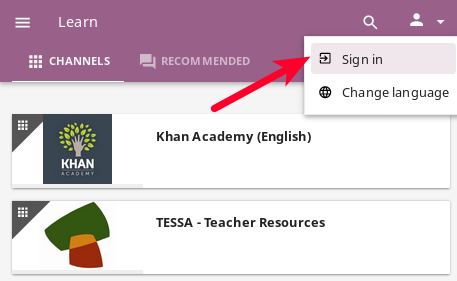 Learn
CHANNELS
RECOMMENDED
Sign in
Change language
KHAN
ACADEMY
Khan Academy (English)
TESSA - Teacher Resources